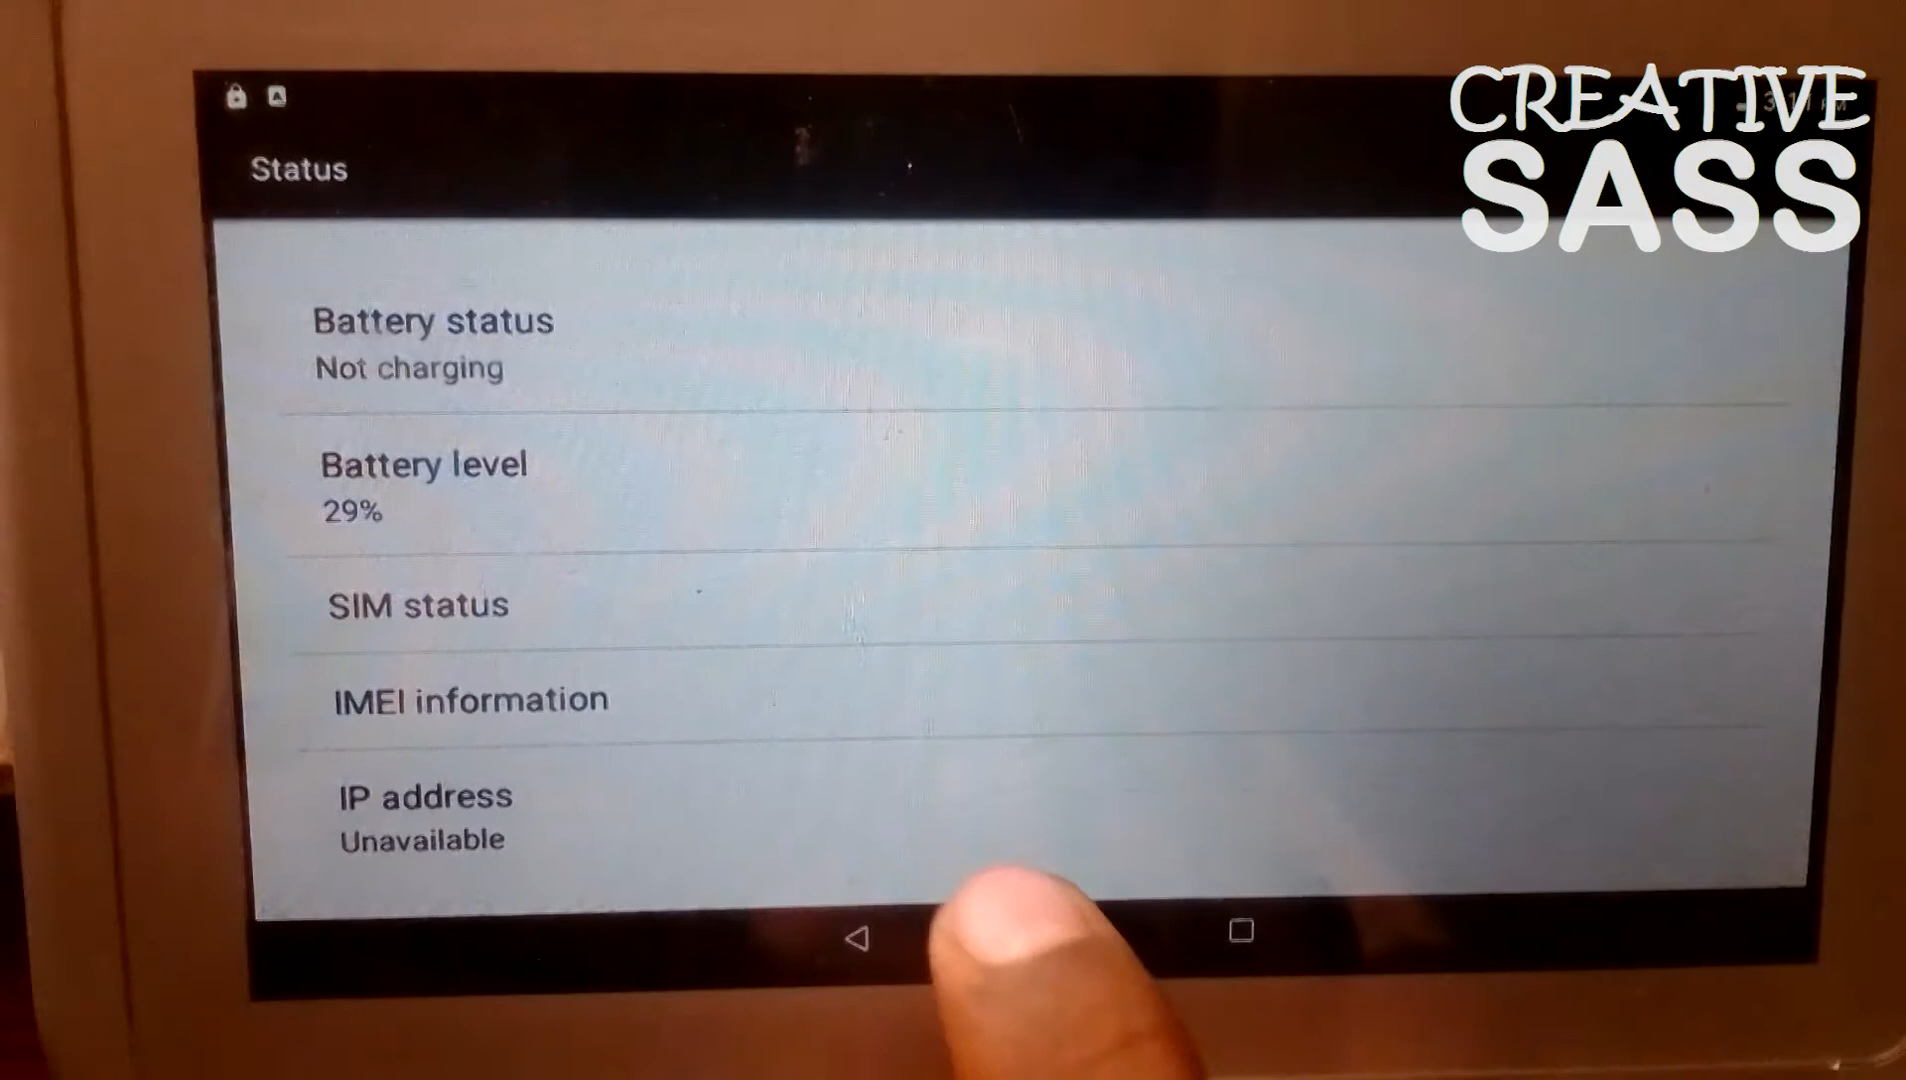 CREATIVE
SASS
Status
Battery status
Not charging
Battery level
29%
SIM status
IMEI information
IP address
Unavailable